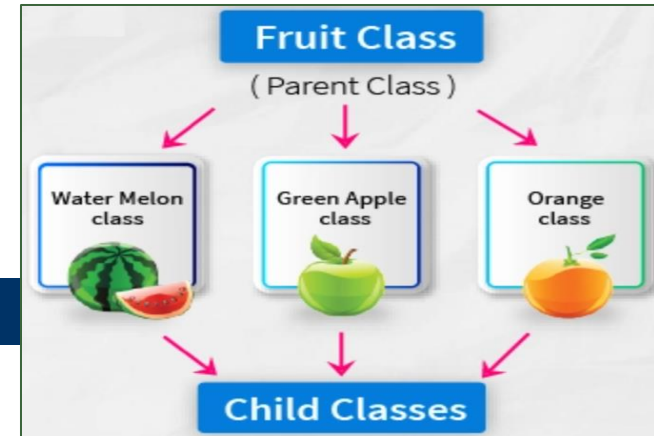 Fruit Class
( Parent Class )
Water Melon
class
Green Apple
class
Orange
class
Child Classes